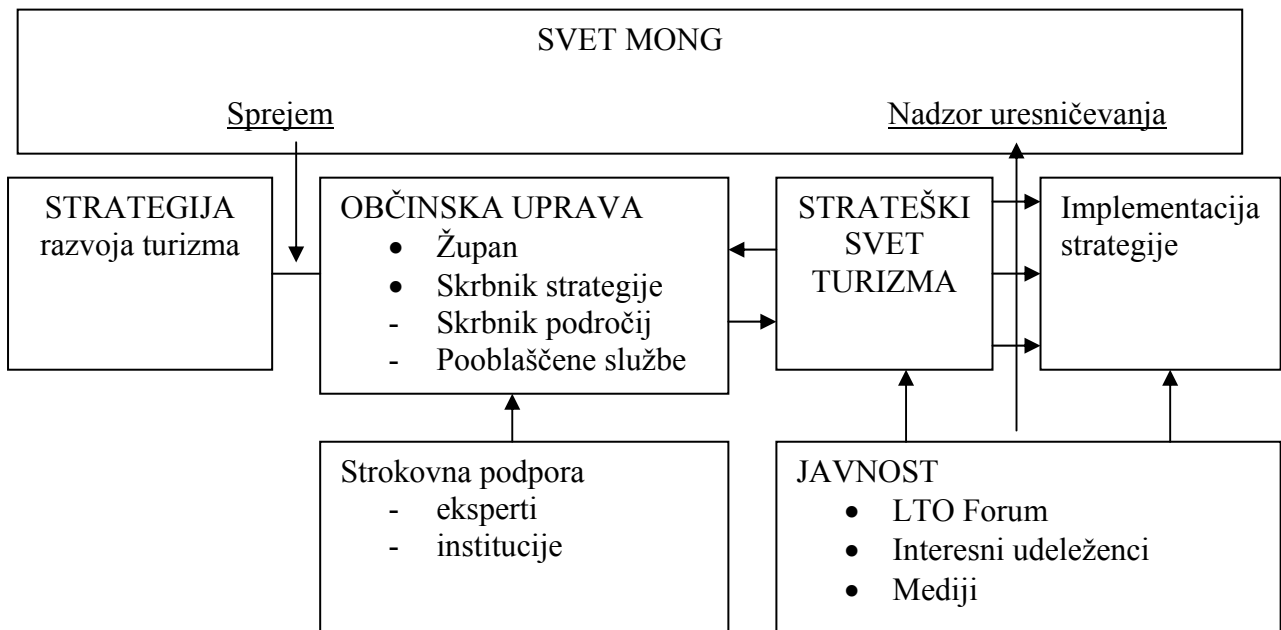 SVET MONG
Sprejem
Nadzor uresničevanja
STRATEGIJA
razvoja turizma
OBČINSKA UPRAVA
• Župan
• Skrbnik strategije
- Skrbnik področij
- Pooblaščene službe
STRATEŠKI
SVET
TURIZMA
Implementacija
strategije
Strokovna podpora
- eksperti
- institucije
JAVNOST
• LTO Forum
• Interesni udeleženci
• Mediji